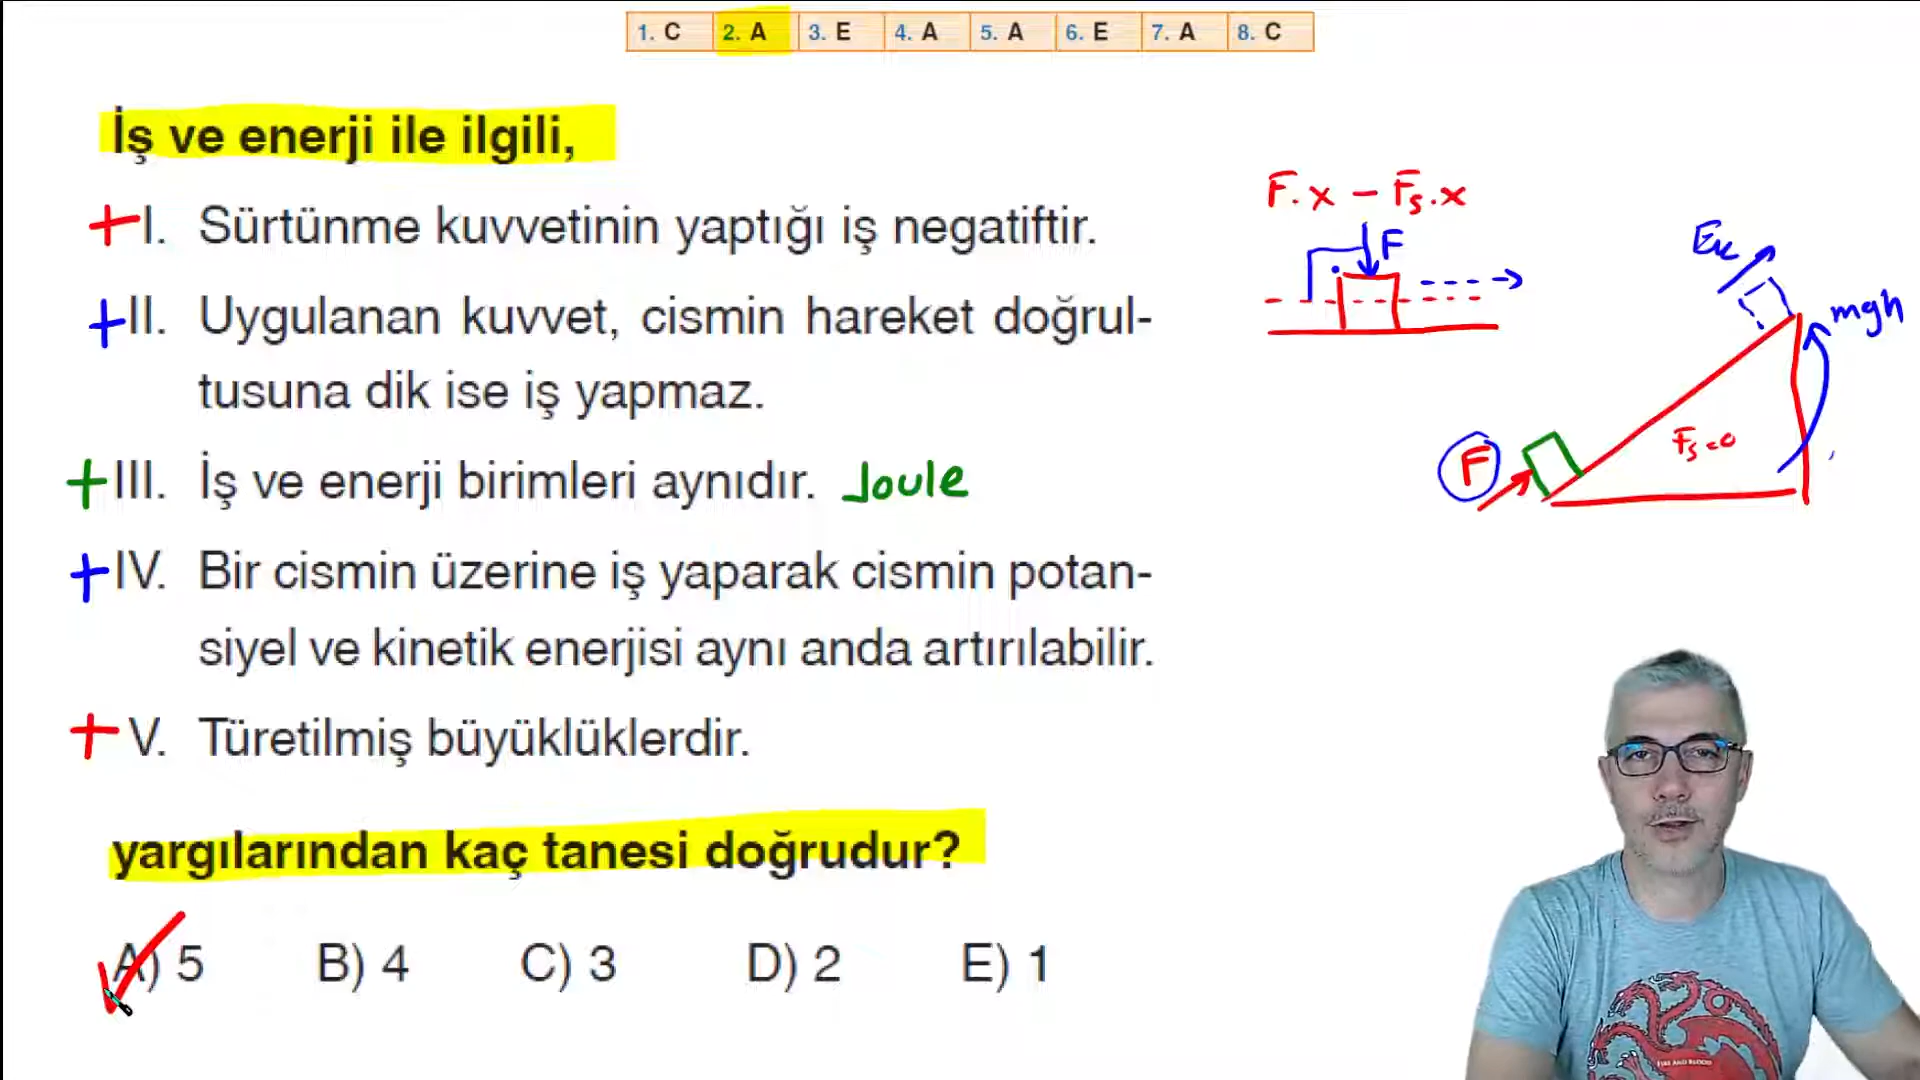 1. C 2. A 3. E 4. A 5. A 6. E 7. A 8. C
İş ve enerji ile ilgili,
I. Sürtünme kuvvetinin yaptığı iş negatiftir.
II. Uygulanan kuvvet, cismin hareket doğrul-
tusuna dik ise iş yapmaz.
III. İş ve enerji birimleri aynıdır. Joule
IV. Bir cismin üzerine iş yaparak cismin potan-
siyel ve kinetik enerjisi aynı anda artırılabilir.
V. Türetilmiş büyüklüklerdir.
yargılarından kaç tanesi doğrudur?
A) 5 B) 4 C) 3 D) 2 E) 1
F.x - Fs.x
F
Ek
mgh
Fs=0
F
FIRE AND BLOOD